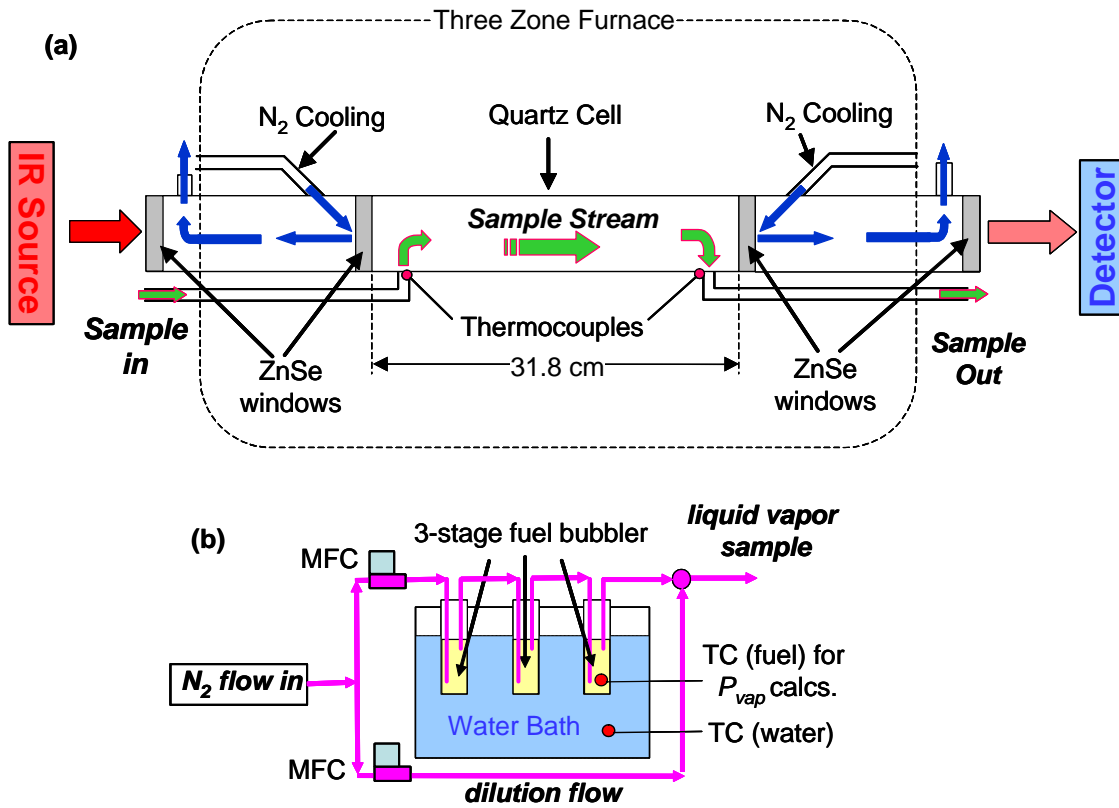 Three Zone Furnace
(a)
N2 Cooling
Quartz Cell
N2 Cooling
IR Source
Sample Stream
Detector
Sample
in
Thermocouples
ZnSe
windows
31.8 cm
ZnSe
windows
Sample
Out
(b)
3-stage fuel bubbler
liquid vapor
sample
MFC
N2 flow in
TC (fuel) for
Pvap calcs.
Water Bath
TC (water)
MFC
dilution flow